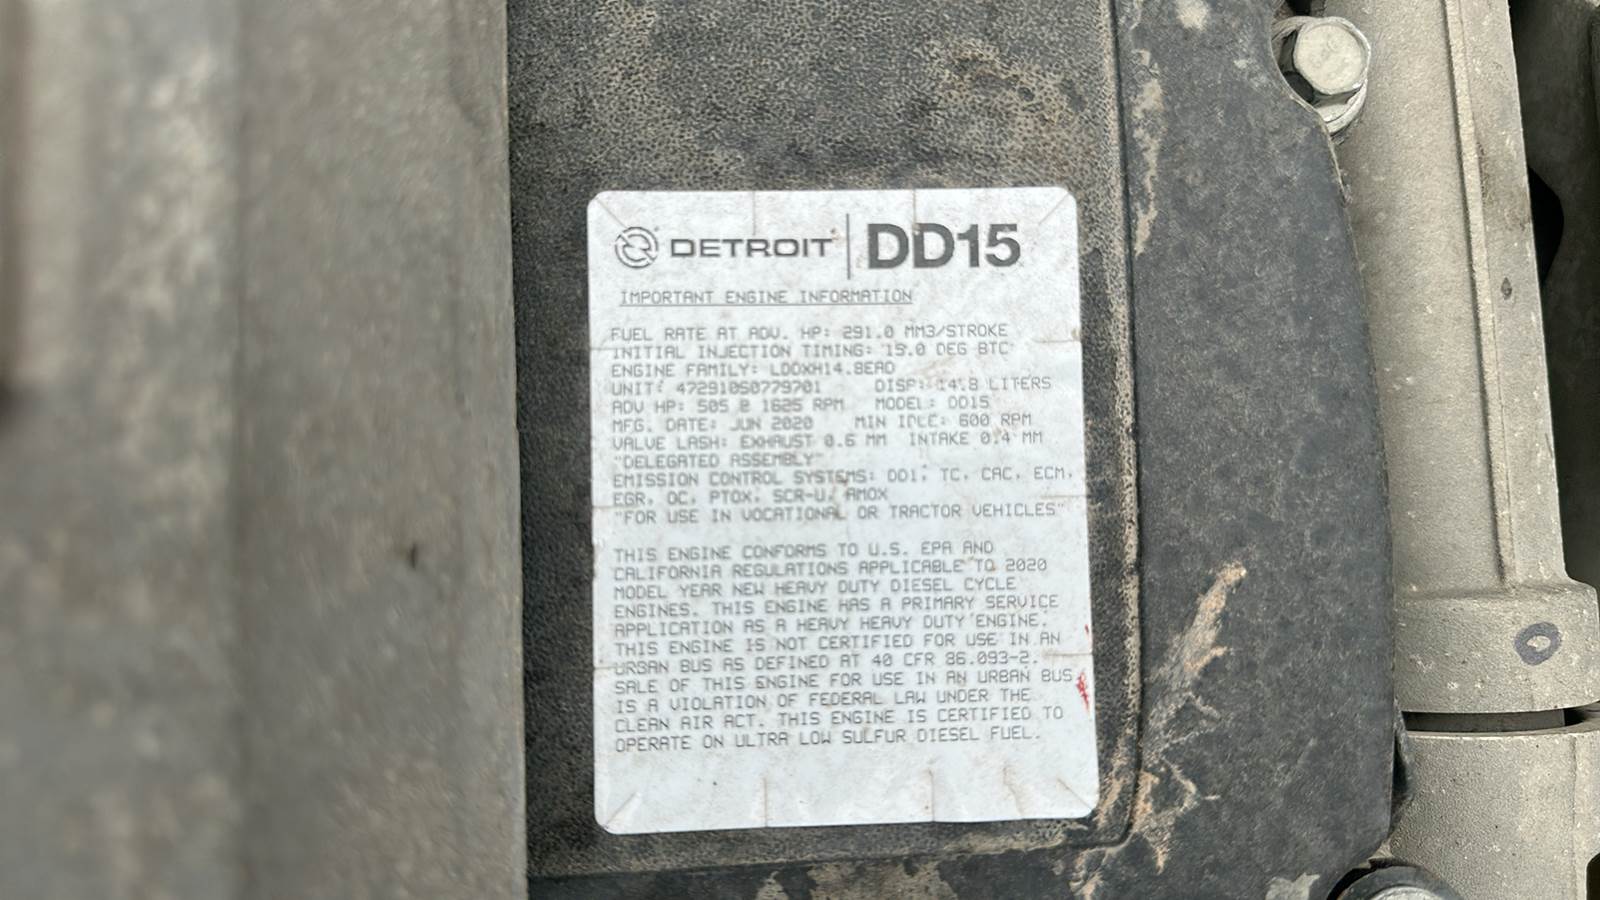 DETROIT DD15
IMPORTANT ENGINE INFORMATION
FUEL RATE AT ADV. HP: 291.0 MM3/STROKE
INITIAL INJECTION TIMING: 15.0 DEG BTC
ENGINE FAMILY: LDDXH14.8EAD
UNIT: 472910S0779701 DISP: 14.8 LITERS
ADV HP: 505 @ 1625 RPM MODEL: DD15
MFG. DATE: JUN 2020 MIN IDLE: 600 RPM
VALVE LASH: EXHAUST 0.6 MM INTAKE 0.4 MM
"DELEGATED ASSEMBLY"
EMISSION CONTROL SYSTEMS: DDI, TC, CAC, ECM,
EGR, OC, PTOX, SCR-U, AMOX
"FOR USE IN VOCATIONAL OR TRACTOR VEHICLES"
THIS ENGINE CONFORMS TO U.S. EPA AND
CALIFORNIA REGULATIONS APPLICABLE TO 2020
MODEL YEAR NEW HEAVY DUTY DIESEL CYCLE
ENGINES. THIS ENGINE HAS A PRIMARY SERVICE
APPLICATION AS A HEAVY HEAVY DUTY ENGINE.
THIS ENGINE IS NOT CERTIFIED FOR USE IN AN
URBAN BUS AS DEFINED AT 40 CFR 86.093-2.
SALE OF THIS ENGINE FOR USE IN AN URBAN BUS
IS A VIOLATION OF FEDERAL LAW UNDER THE
CLEAN AIR ACT. THIS ENGINE IS CERTIFIED TO
OPERATE ON ULTRA LOW SULFUR DIESEL FUEL.